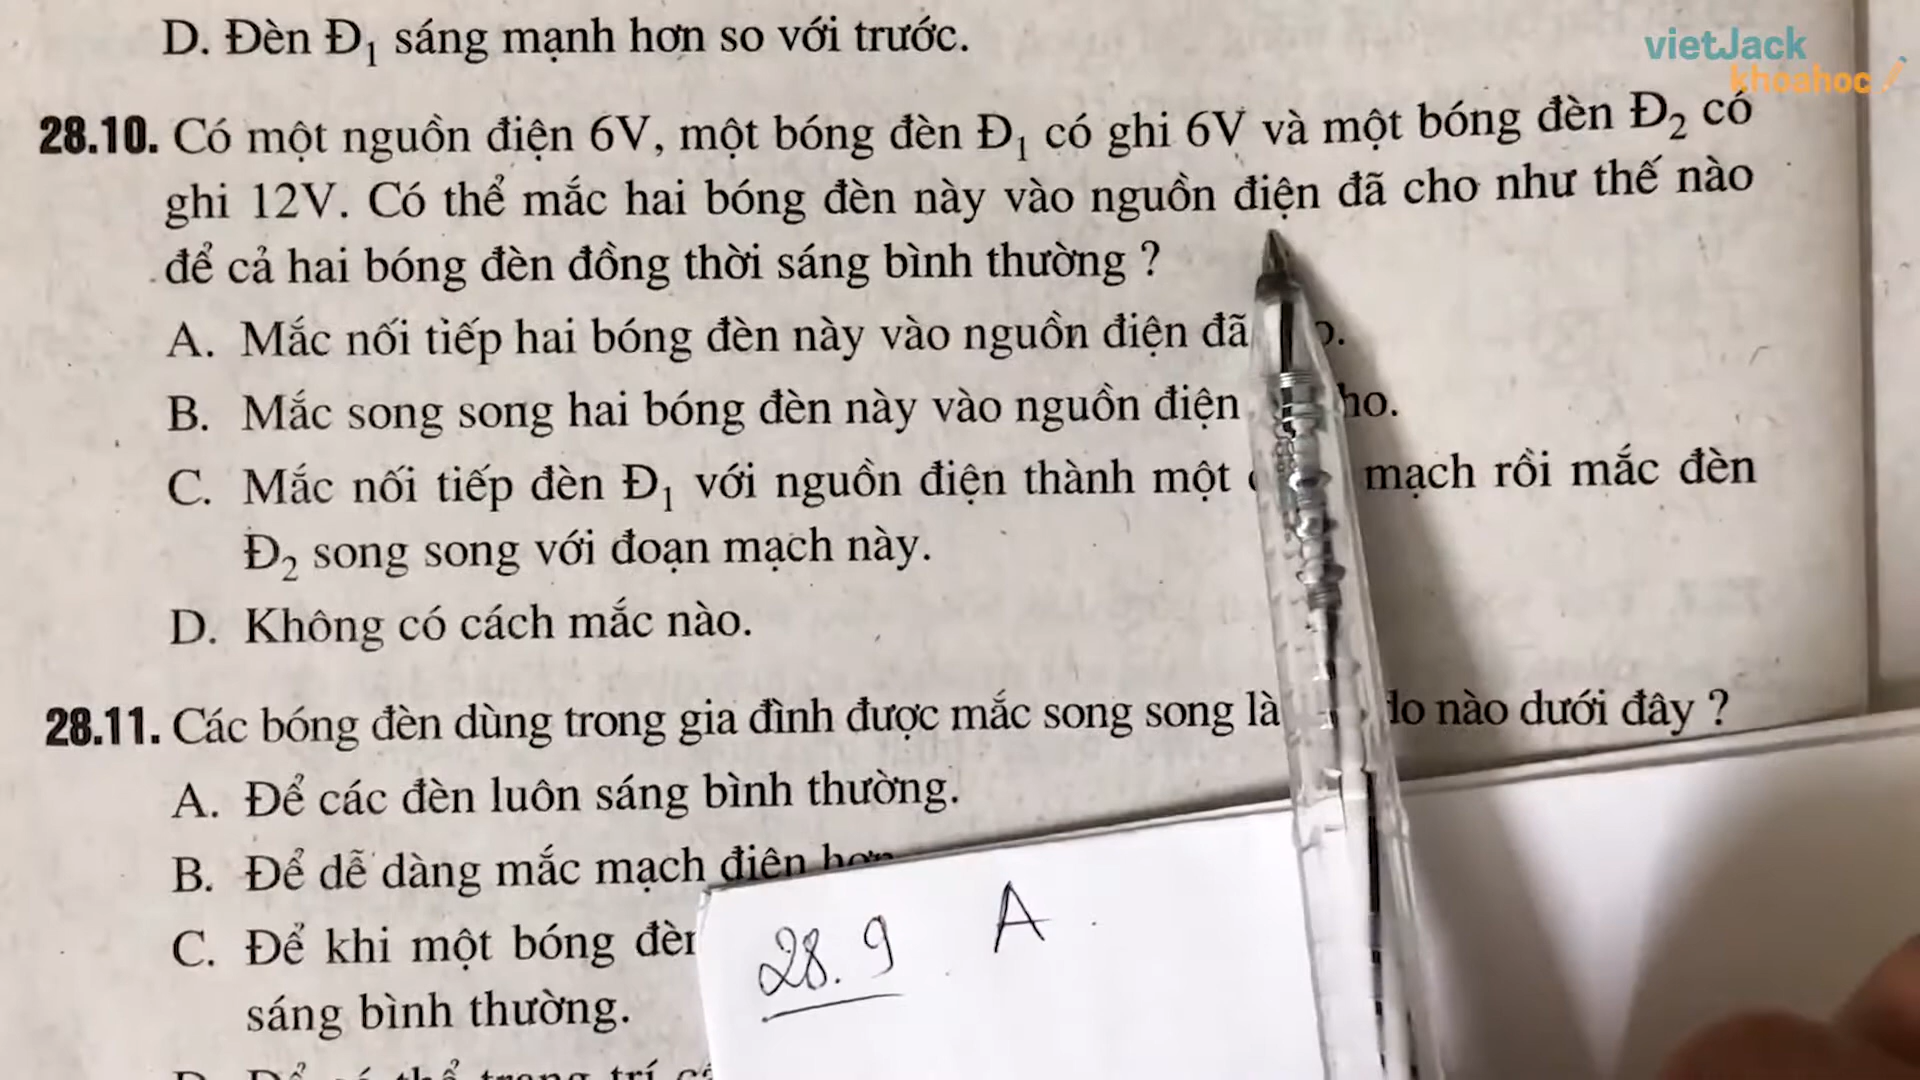 D. Đèn Đ1 sáng mạnh hơn so với trước.
vietJack
khoahoc
28.10. Có một nguồn điện 6V, một bóng đèn Đ1 có ghi 6V và một bóng đèn Đ2 có
ghi 12V. Có thể mắc hai bóng đèn này vào nguồn điện đã cho như thế nào
để cả hai bóng đèn đồng thời sáng bình thường ?
A. Mắc nối tiếp hai bóng đèn này vào nguồn điện đã
B. Mắc song song hai bóng đèn này vào nguồn điện
C. Mắc nối tiếp đèn Đ1 với nguồn điện thành một mạch rồi mắc đèn
Đ2 song song với đoạn mạch này.
D. Không có cách mắc nào.
28.11. Các bóng đèn dùng trong gia đình được mắc song song là do nào dưới đây ?
A. Để các đèn luôn sáng bình thường.
B. Để dễ dàng mắc mạch điện hơn
C. Để khi một bóng
sáng bình thường.
28.9 A